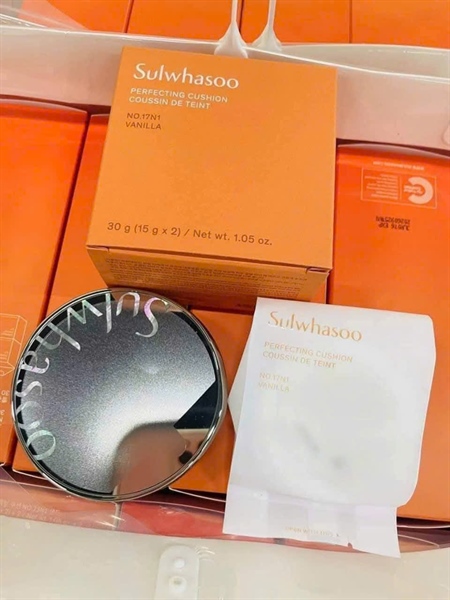 Sulwhasoo
PERFECTING CUSHION
COUSSIN DE TEINT
NO.17N1
VANILLA
30 g (15 g x 2) / Net wt. 1.05 oz.
Sulwhasoo
Sulwhasoo
PERFECTING CUSHION
COUSSIN DE TEINT
NO.17N1
VANILLA